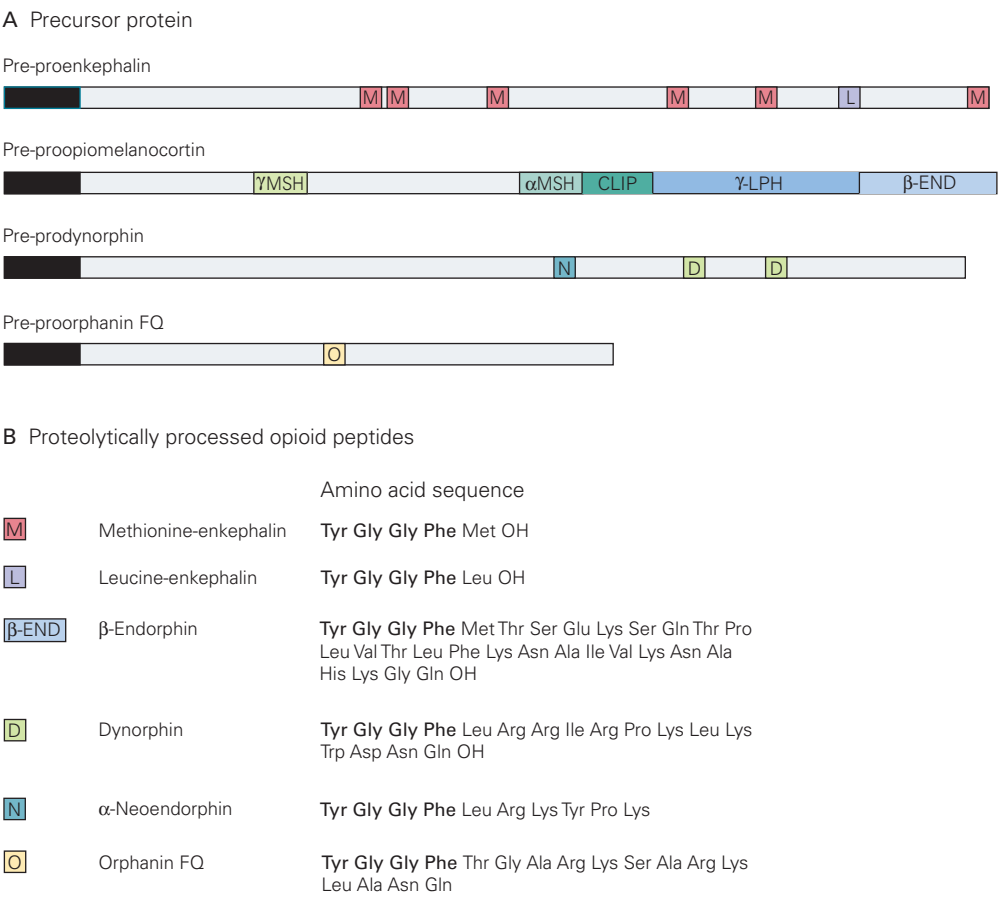 A Precursor protein
Pre-proenkephalin
M M M M M L M
Pre-proopiomelanocortin
γMSH αMSH CLIP γ-LPH β-END
Pre-prodynorphin
N D D
Pre-proorphanin FQ
O
B Proteolytically processed opioid peptides
Amino acid sequence
M Methionine-enkephalin Tyr Gly Gly Phe Met OH
L Leucine-enkephalin Tyr Gly Gly Phe Leu OH
β-END β-Endorphin Tyr Gly Gly Phe Met Thr Ser Glu Lys Ser Gln Thr Pro
Leu Val Thr Leu Phe Lys Asn Ala Ile Val Lys Asn Ala
His Lys Gly Gln OH
D Dynorphin Tyr Gly Gly Phe Leu Arg Arg Ile Arg Pro Lys Leu Lys
Trp Asp Asn Gln OH
N α-Neoendorphin Tyr Gly Gly Phe Leu Arg Lys Tyr Pro Lys
O Orphanin FQ Tyr Gly Gly Phe Thr Gly Ala Arg Lys Ser Ala Arg Lys
Leu Ala Asn Gln